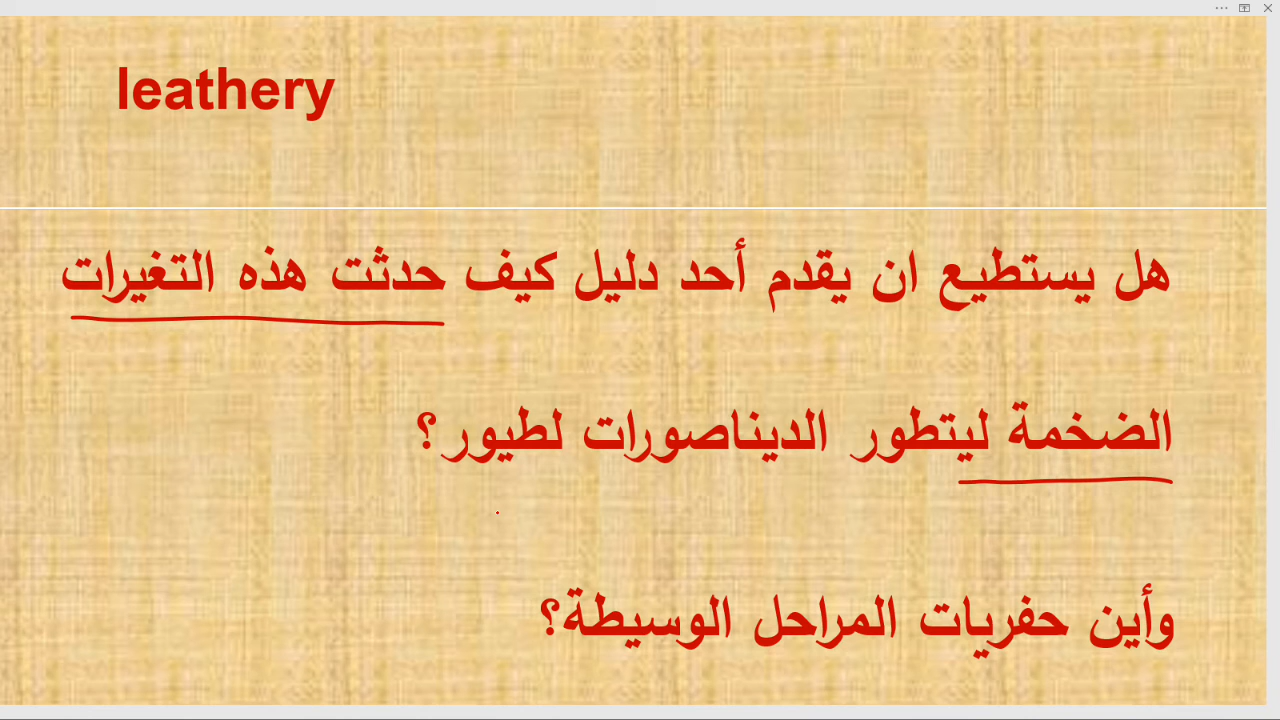 leathery
هل يستطيع ان يقدم أحد دليل كيف حدثت هذه التغيرات
الضخمة ليتطور الديناصورات لطيور؟
وأين حفريات المراحل الوسيطة؟